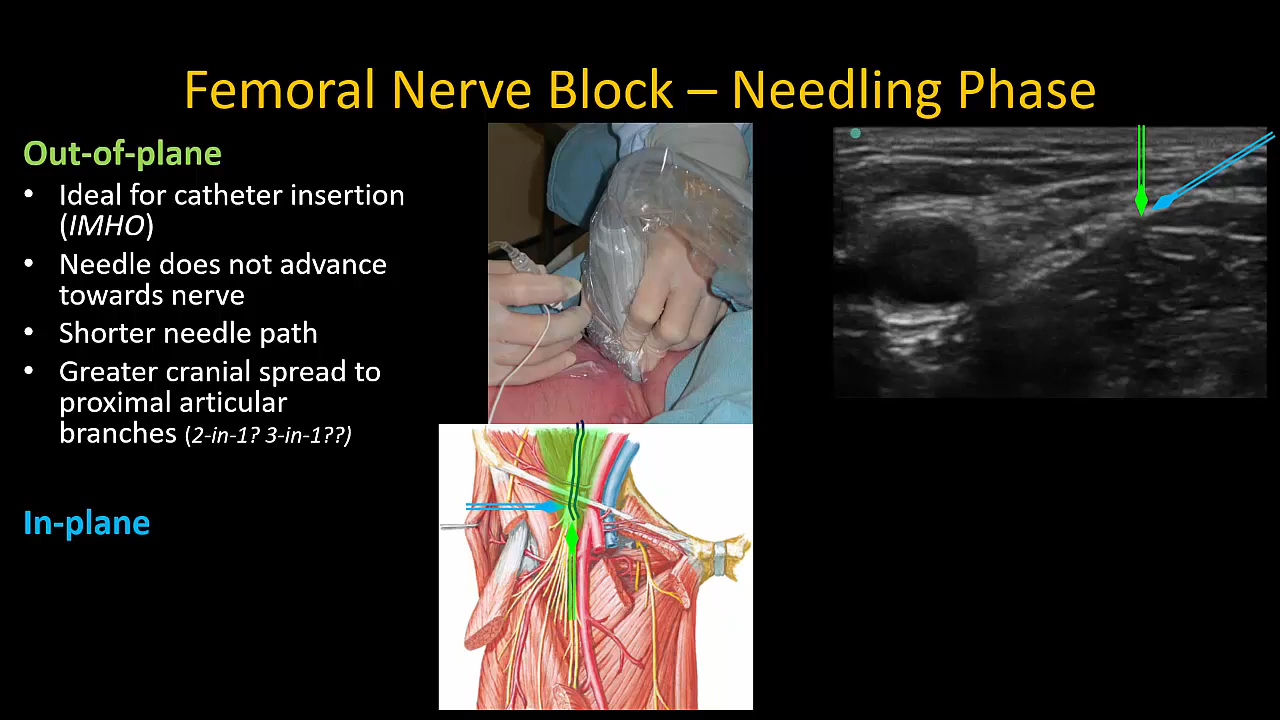 Femoral Nerve Block – Needling Phase
Out-of-plane
• Ideal for catheter insertion
(IMHO)
• Needle does not advance
towards nerve
• Shorter needle path
• Greater cranial spread to
proximal articular
branches (2-in-1? 3-in-1??)
In-plane